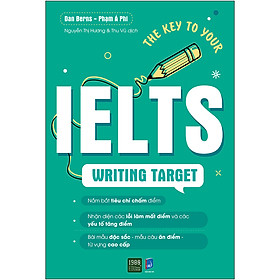 Dan Berns - Phạm Á Phi
Nguyễn Thị Hương & Thu Vũ dịch
THE KEY TO YOUR
IELTS
WRITING TARGET
Nắm bắt tiêu chí chấm điểm
Nhận diện các lỗi làm mất điểm và các
yếu tố tăng điểm
Bài mẫu độc sắc - mẫu câu ăn điểm -
từ vựng cao cấp
1980
BOOKS